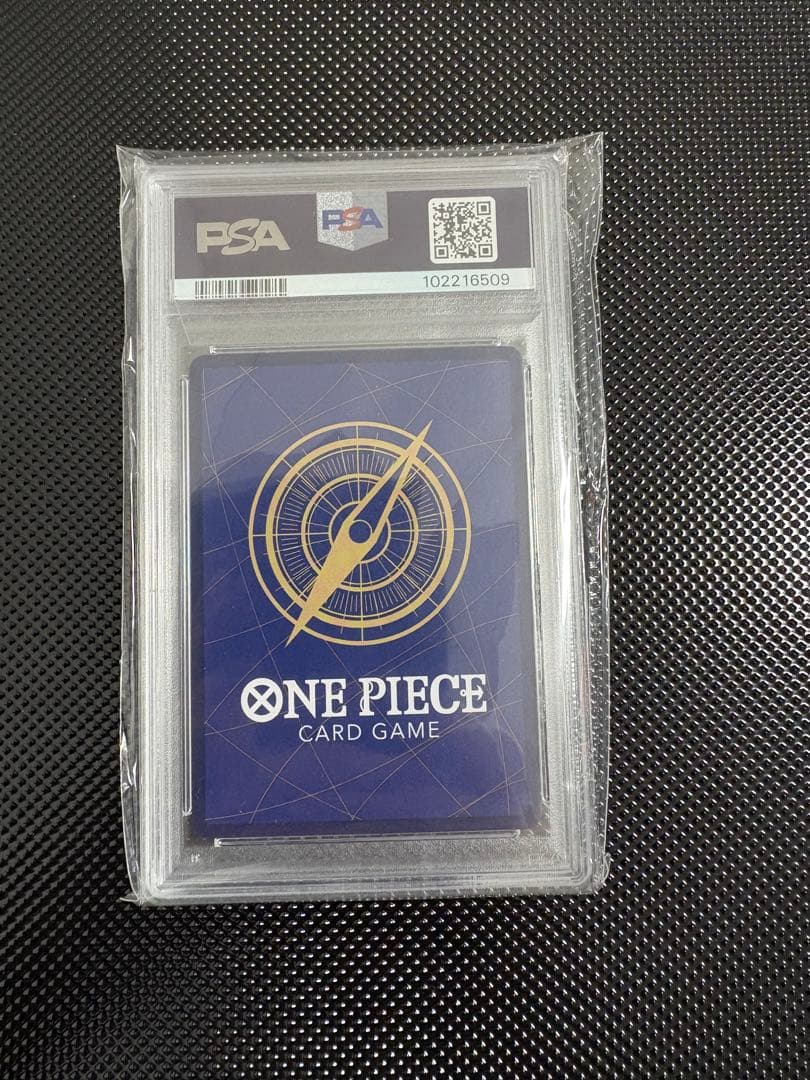 PSA
PSA
102216509
ONE PIECE
CARD GAME